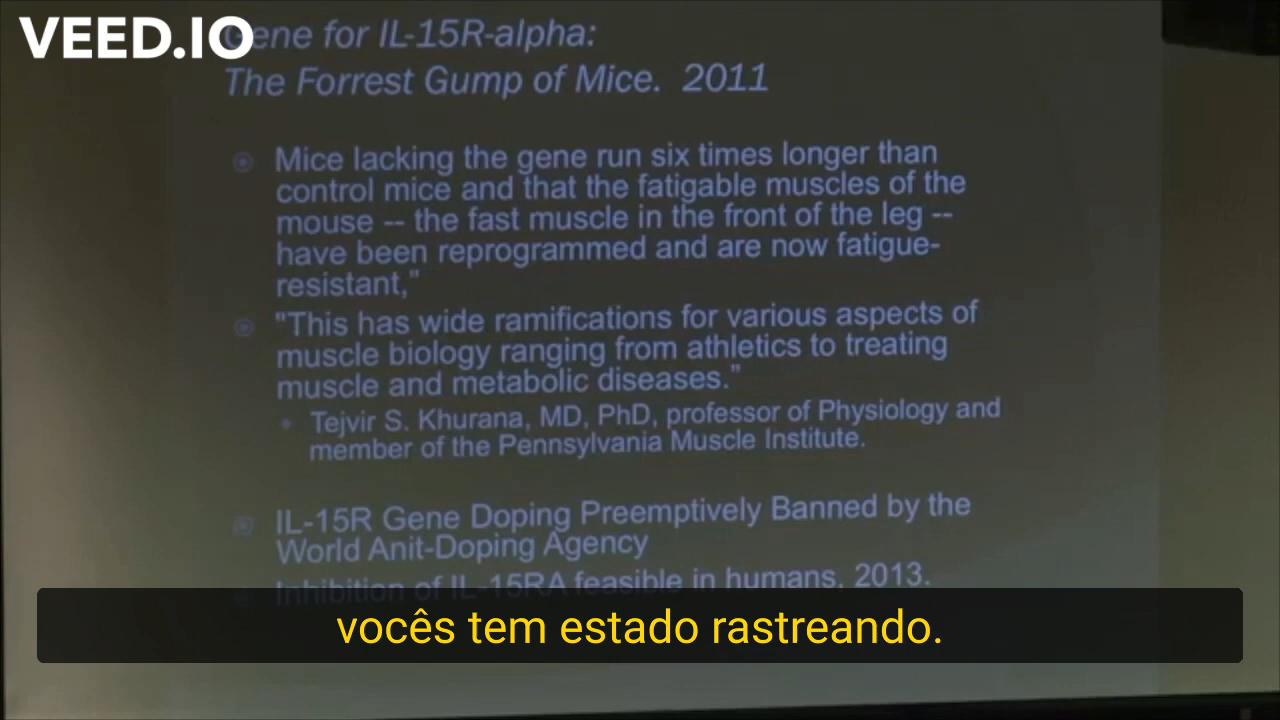 VEED.IO
Gene for IL-15R-alpha:
The Forrest Gump of Mice. 2011
Mice lacking the gene run six times longer than
control mice and that the fatigable muscles of the
mouse -- the fast muscle in the front of the leg --
have been reprogrammed and are now fatigue-
resistant,"
"This has wide ramifications for various aspects of
muscle biology ranging from athletics to treating
muscle and metabolic diseases."
Tejvir S. Khurana, MD, PhD, professor of Physiology and
member of the Pennsylvania Muscle Institute.
IL-15R Gene Doping Preemptively Banned by the
World Anit-Doping Agency
Inhibition of IL-15RA feasible in humans. 2013.
vocês tem estado rastreando.